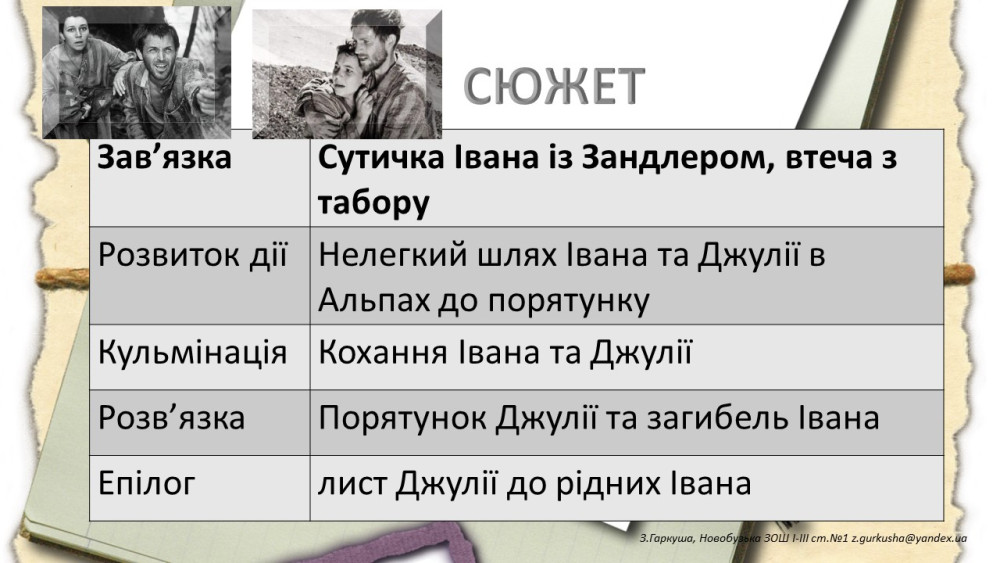 СЮЖЕТ
Зав’язка
Сутичка Івана із Зандлером, втеча з
табору
Розвиток дії
Нелегкий шлях Івана та Джулії в
Альпах до порятунку
Кульмінація
Кохання Івана та Джулії
Розв’язка
Порятунок Джулії та загибель Івана
Епілог
лист Джулії до рідних Івана
З.Гаркуша, Новобузька ЗОШ І-ІІІ ст.№1 z.gurkusha@yandex.ua